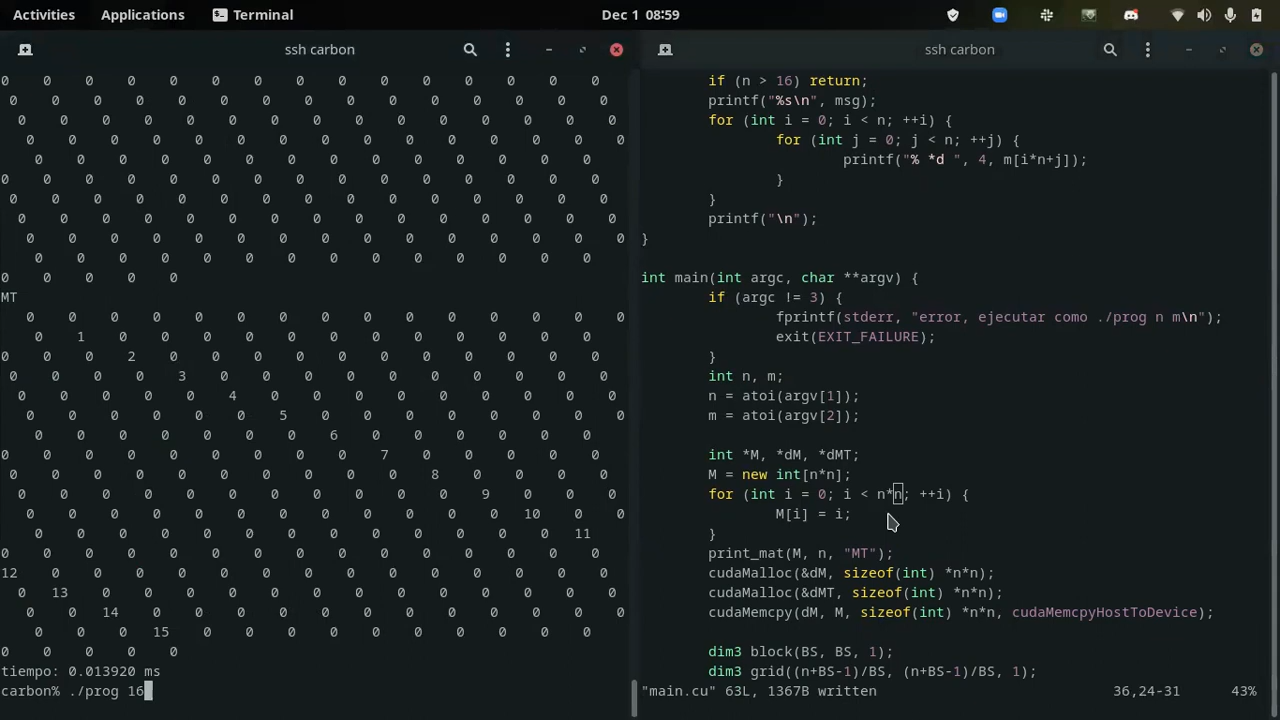 0 0 0 0 0 0 0 0 0 0 0 0 0 0 0
0 0 0 0 0 0 0 0 0 0 0 0 0 0 0
0 0 0 0 0 0 0 0 0 0 0 0 0 0 0
0 0 0 0 0 0 0 0 0 0 0 0 0 0 0
0 0 0 0 0 0 0 0 0 0 0 0 0 0
0 0 0 0 0 0 0 0 0 0 0 0 0 0 0
0 0 0 0 0 0 0 0 0 0 0 0 0 0 0
0 0 0 0 0 0 0 0 0 0 0 0 0 0 0
0 0 0 0 0 0 0 0 0 0 0 0 0 0 0
0 0 0 0 0 0 0 0 0 0 0 0 0 0
0 0 0 0 0
MT
0 0 0 0 0 0 0 0 0 0 0 0 0 0 0
0 1 0 0 0 0 0 0 0 0 0 0 0 0
0 0 0 2 0 0 0 0 0 0 0 0 0 0 0
0 0 0 0 3 0 0 0 0 0 0 0 0 0 0
0 0 0 0 0 4 0 0 0 0 0 0 0 0 0
0 0 0 0 0 0 5 0 0 0 0 0 0 0 0
0 0 0 0 0 0 0 6 0 0 0 0 0 0
0 0 0 0 0 0 0 0 0 7 0 0 0 0 0
0 0 0 0 0 0 0 0 0 0 8 0 0 0 0
0 0 0 0 0 0 0 0 0 0 0 9 0 0 0
0 0 0 0 0 0 0 0 0 0 0 0 10 0 0
0 0 0 0 0 0 0 0 0 0 0 0 0 11
0 0 0 0 0 0 0 0 0 0 0 0 0 0 0
12 0 0 0 0 0 0 0 0 0 0 0 0 0 0
0 13 0 0 0 0 0 0 0 0 0 0 0 0 0
0 0 14 0 0 0 0 0 0 0 0 0 0 0 0
0 0 0 15 0 0 0 0 0 0 0 0 0 0
0 0 0 0 0
tiempo: 0.013920 ms
carbon% ./prog 16
Activities Applications Terminal Dec 1 08:59
ssh carbon
ssh carbon
if (n > 16) return;
printf("%s\n", msg);
for (int i = 0; i < n; ++i) {
for (int j = 0; j < n; ++j) {
printf("% *d ", 4, m[i*n+j]);
}
}
printf("\n");
}
int main(int argc, char **argv) {
if (argc != 3) {
fprintf(stderr, "error, ejecutar como ./prog n m\n");
exit(EXIT_FAILURE);
}
int n, m;
n = atoi(argv[1]);
m = atoi(argv[2]);
int *M, *dM, *dMT;
M = new int[n*n];
for (int i = 0; i < n*n; ++i) {
M[i] = i;
}
print_mat(M, n, "MT");
cudaMalloc(&dM, sizeof(int) *n*n);
cudaMalloc(&dMT, sizeof(int) *n*n);
cudaMemcpy(dM, M, sizeof(int) *n*n, cudaMemcpyHostToDevice);
dim3 block(BS, BS, 1);
dim3 grid((n+BS-1)/BS, (n+BS-1)/BS, 1);
"main.cu" 63L, 1367B written 36,24-31 43%